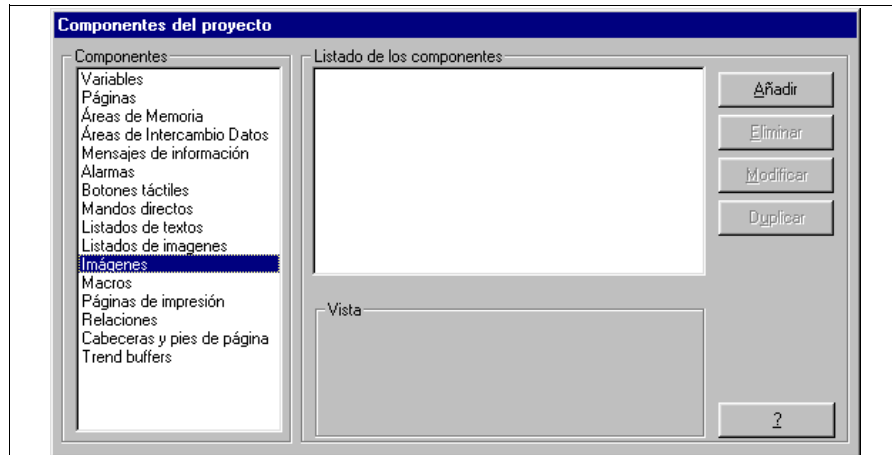 Componentes del proyecto
Componentes
Variables
Páginas
Áreas de Memoria
Áreas de Intercambio Datos
Mensajes de información
Alarmas
Botones táctiles
Mandos directos
Listados de textos
Listados de imagenes
Imágenes
Macros
Páginas de impresión
Relaciones
Cabeceras y pies de página
Trend buffers
Listado de los componentes
Vista
Añadir
Eliminar
Modificar
Duplicar
?